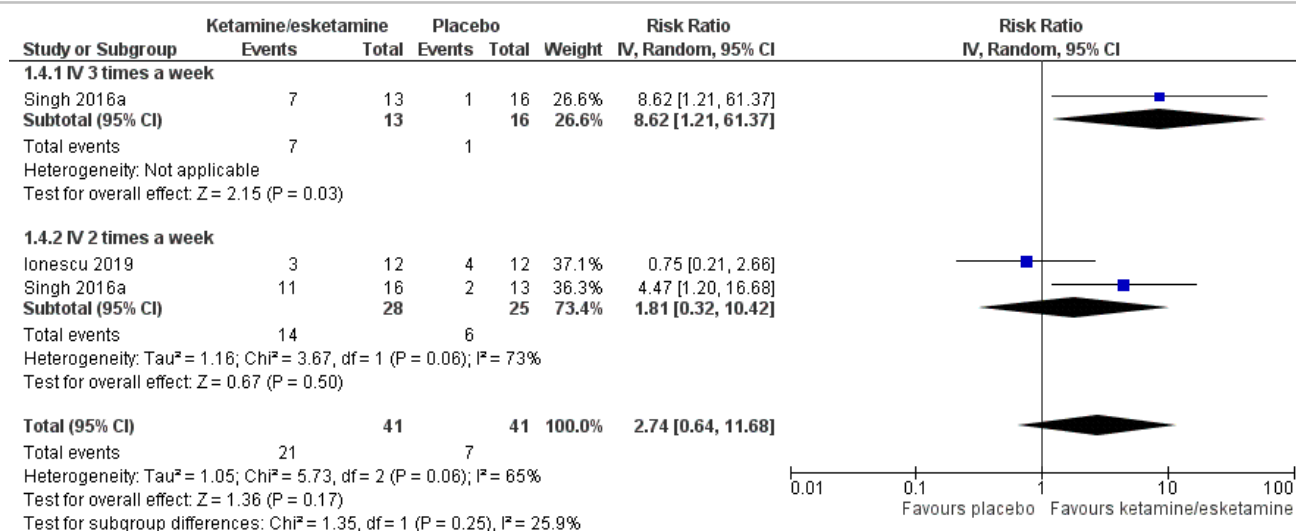 Ketamine/esketamine Placebo Risk Ratio Risk Ratio
Study or Subgroup Events Total Events Total Weight IV, Random, 95% CI IV, Random, 95% CI
1.4.1 IV 3 times a week
Singh 2016a 7 13 1 16 26.6% 8.62 [1.21, 61.37]
Subtotal (95% CI) 13 16 26.6% 8.62 [1.21, 61.37]
Total events 7 1
Heterogeneity: Not applicable
Test for overall effect: Z = 2.15 (P = 0.03)
1.4.2 IV 2 times a week
Ionescu 2019 3 12 4 12 37.1% 0.75 [0.21, 2.66]
Singh 2016a 11 16 2 13 36.3% 4.47 [1.20, 16.68]
Subtotal (95% CI) 28 25 73.4% 1.81 [0.32, 10.42]
Total events 14 6
Heterogeneity: Tau² = 1.16; Chi² = 3.67, df = 1 (P = 0.06); I² = 73%
Test for overall effect: Z = 0.67 (P = 0.50)
Total (95% CI) 41 41 100.0% 2.74 [0.64, 11.68]
Total events 21 7
Heterogeneity: Tau² = 1.05; Chi² = 5.73, df = 2 (P = 0.06); I² = 65%
Test for overall effect: Z = 1.36 (P = 0.17)
Test for subgroup differences: Chi² = 1.35, df = 1 (P = 0.25), I² = 25.9%
0.01 0.1 1 10 100
Favours placebo Favours ketamine/esketamine